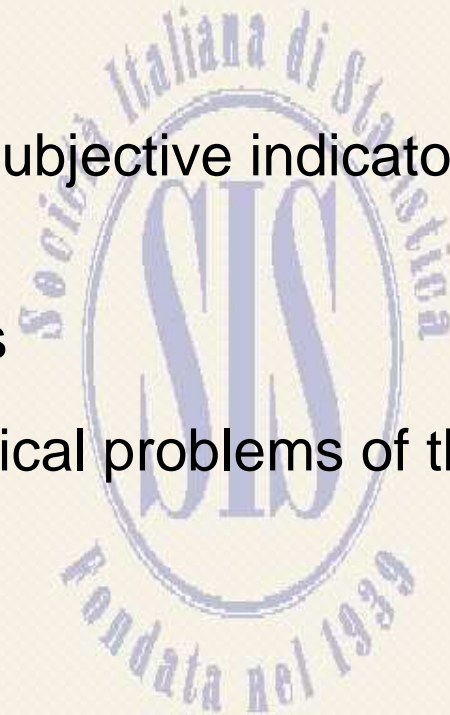 Società Italiana di Statistica
ubjective indicato
s
SIS
ical problems of th
Fondata nel 1939